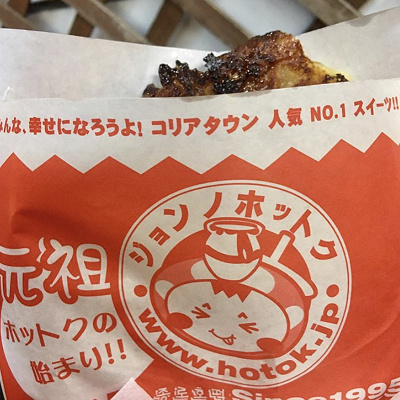 んな、幸せになろうよ! コリアタウン 人気 NO.1 スイーツ!!
ジョンノホットク
www.hotok.jp
元祖
ホットクの
始まり!!
Since1995